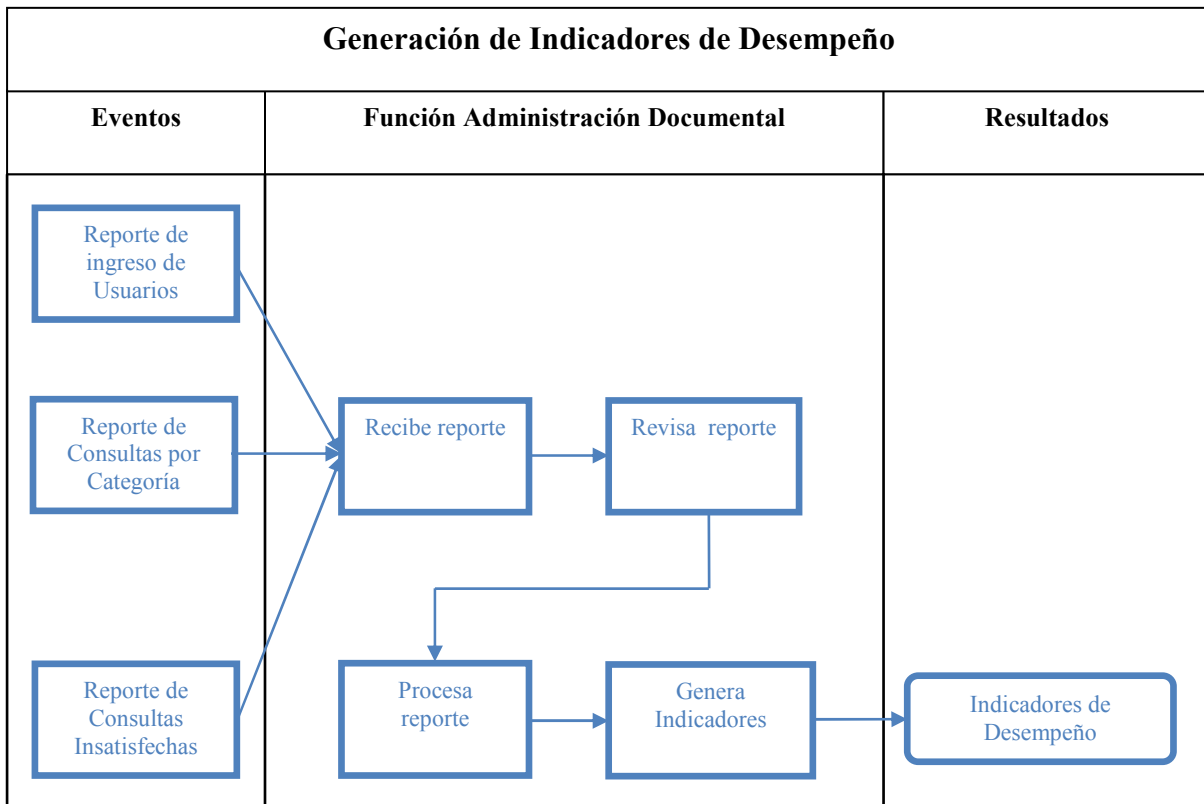 Generación de Indicadores de Desempeño
Eventos
Función Administración Documental
Resultados
Reporte de
ingreso de
Usuarios
Reporte de
Consultas por
Categoría
Recibe reporte
Revisa reporte
Reporte de
Consultas
Insatisfechas
Procesa
reporte
Genera
Indicadores
Indicadores de
Desempeño